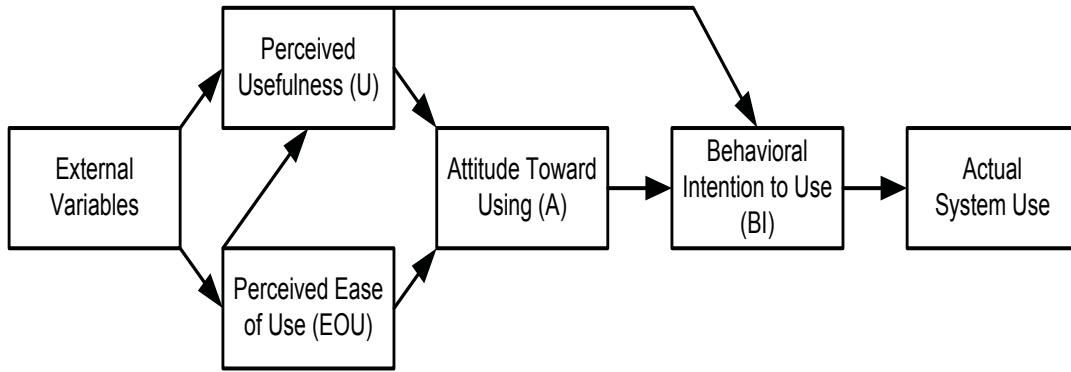 Perceived
Usefulness (U)
External
Variables
Attitude Toward
Using (A)
Behavioral
Intention to Use
(BI)
Actual
System Use
Perceived Ease
of Use (EOU)